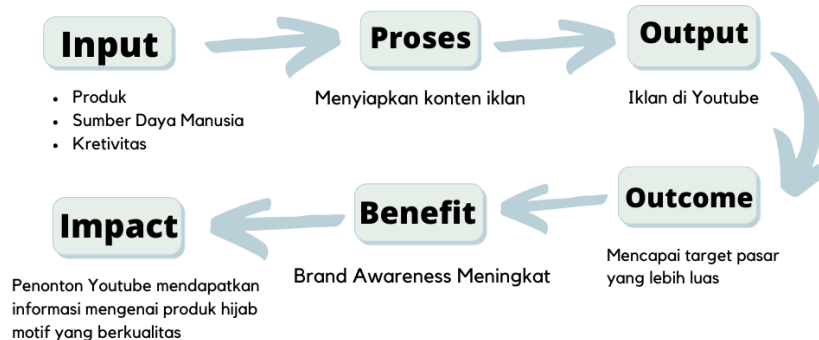 Input
Proses
Output
• Produk
• Sumber Daya Manusia
• Kretivitas
Menyiapkan konten iklan
Iklan di Youtube
Impact
Benefit
Outcome
Penonton Youtube mendapatkan
informasi mengenai produk hijab
motif yang berkualitas
Brand Awareness Meningkat
Mencapai target pasar
yang lebih luas